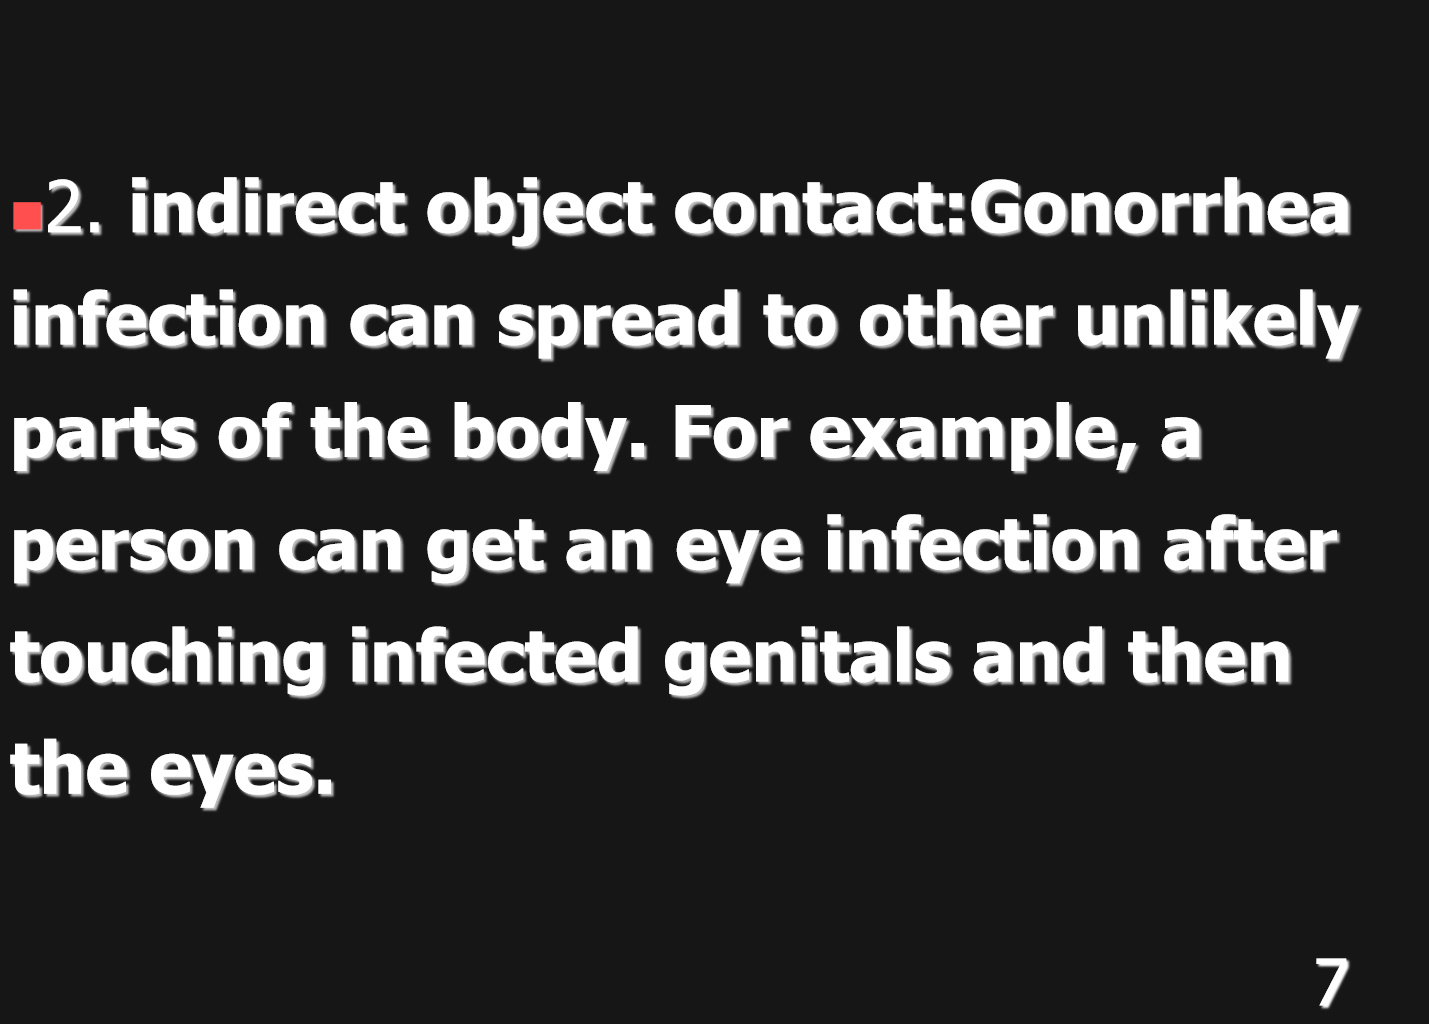 2. indirect object contact:Gonorrhea
infection can spread to other unlikely
parts of the body. For example, a
person can get an eye infection after
touching infected genitals and then
the eyes.
7